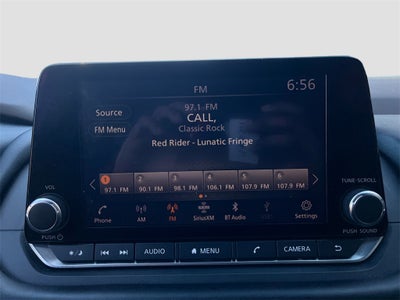 FM
6:56
97.1 FM
Source
CALL,
Classic Rock
FM Menu
Red Rider - Lunatic Fringe
1 2 3 4 5 6
97.1 FM 90.1 FM 98.1 FM 106.1 FM 107.9 FM 107.9 FM
Phone AM FM SiriusXM BT Audio USB Settings
VOL
TUNE·SCROLL
PUSH
PUSH SOUND
AUDIO MENU CAMERA